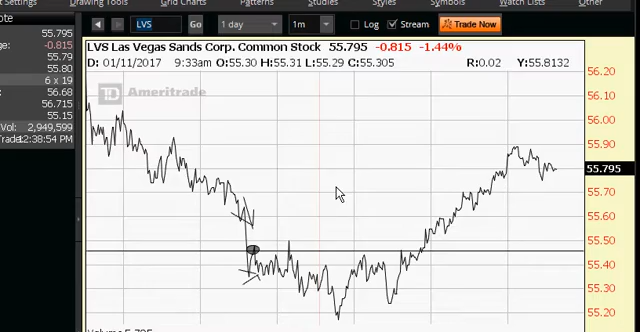 Drawing Tools Grid Charts Patterns Studies Styles Symbols Watch Lists Other
ote 55.795
ge: -0.815
55.79
55.80
6 x 19
56.68
56.715
55.15
Vol: 2,949,599
Trade: 12:38:54 PM
LVS Go 1 day 1m Log Stream Trade Now
LVS Las Vegas Sands Corp. Common Stock 55.795 -0.815 -1.44%
D: 01/11/2017 9:33am O:55.30 H:55.31 L:55.29 C:55.305 R:0.02 Y:55.8132
TD Ameritrade
56.20
56.10
56.00
55.90
55.795
55.70
55.60
55.50
55.40
55.30
55.20